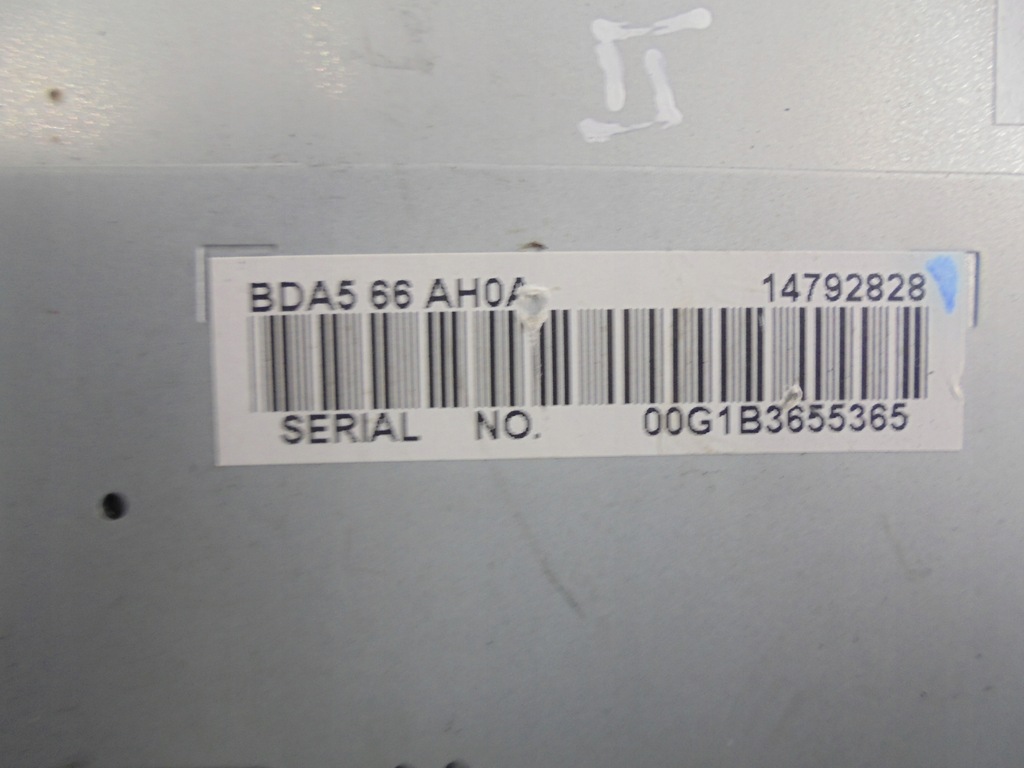 BDA5 66 AH0A 14792828
SERIAL NO. 00G1B3655365